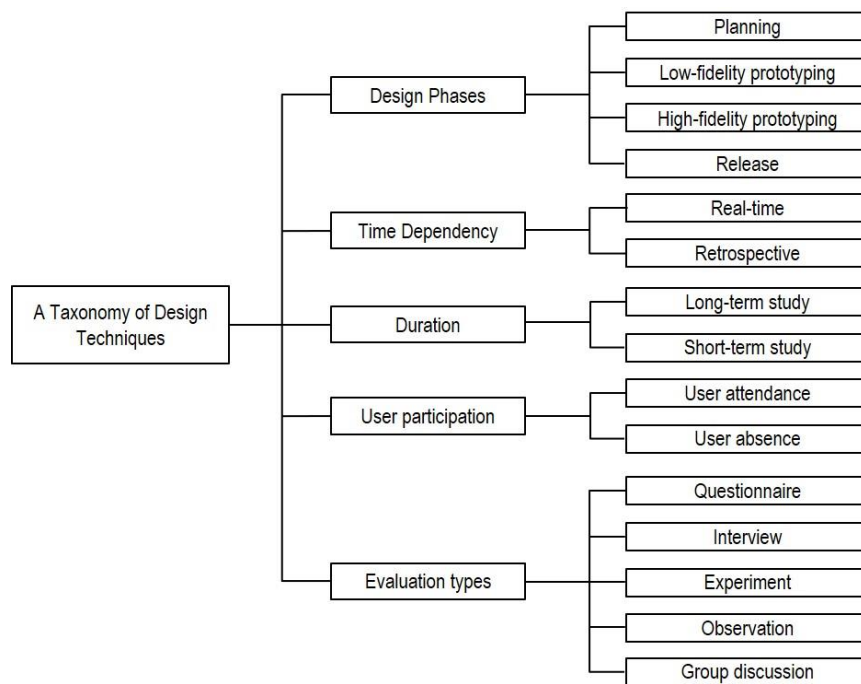 A Taxonomy of Design
Techniques
Design Phases
Planning
Low-fidelity prototyping
High-fidelity prototyping
Release
Time Dependency
Real-time
Retrospective
Duration
Long-term study
Short-term study
User participation
User attendance
User absence
Evaluation types
Questionnaire
Interview
Experiment
Observation
Group discussion